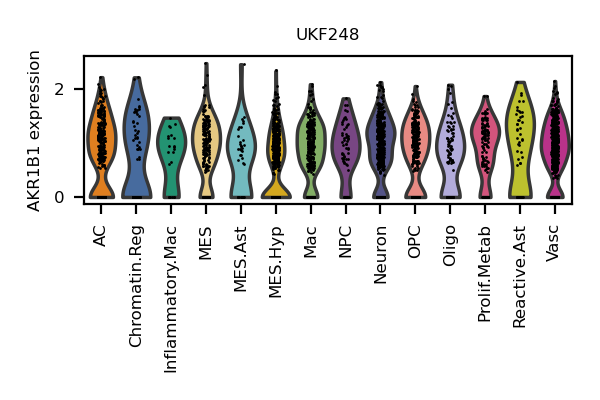 UKF248
AKR1B1 expression
2
0
AC
Chromatin.Reg
Inflammatory.Mac
MES
MES.Ast
MES.Hyp
Mac
NPC
Neuron
OPC
Oligo
Prolif.Metab
Reactive.Ast
Vasc